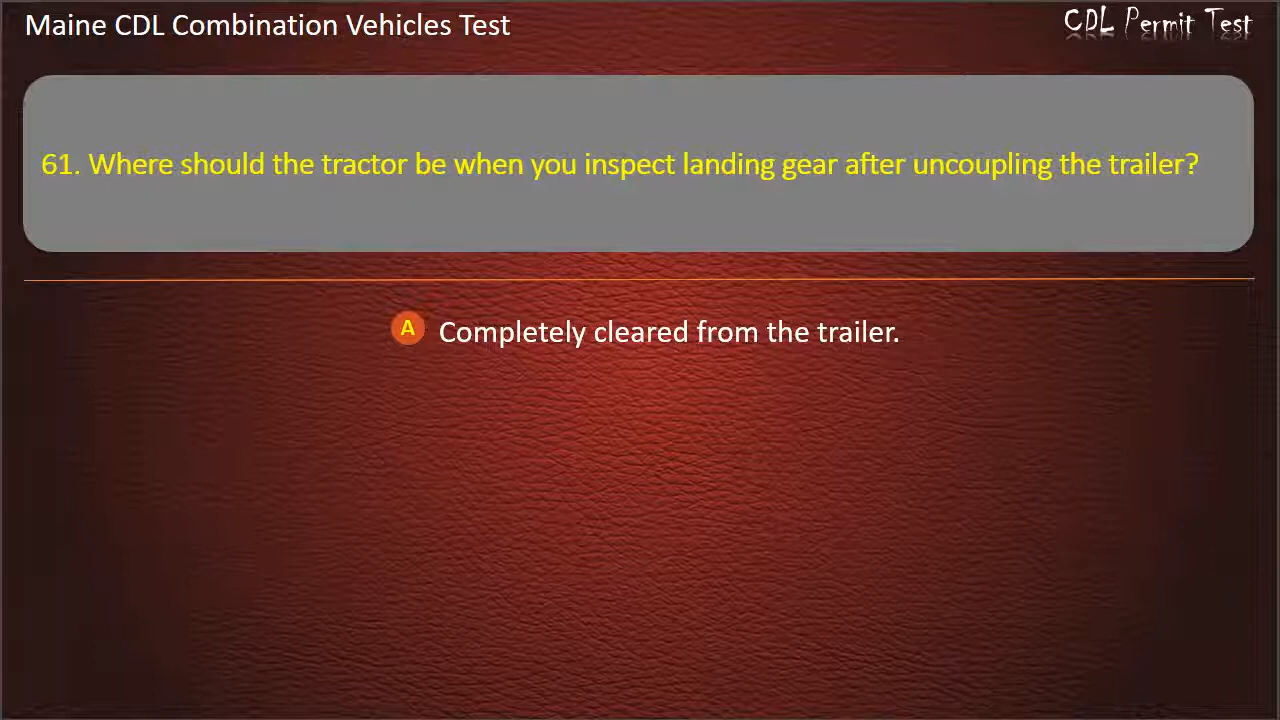 Maine CDL Combination Vehicles Test
CDL Permit Test
61. Where should the tractor be when you inspect landing gear after uncoupling the trailer?
A Completely cleared from the trailer.